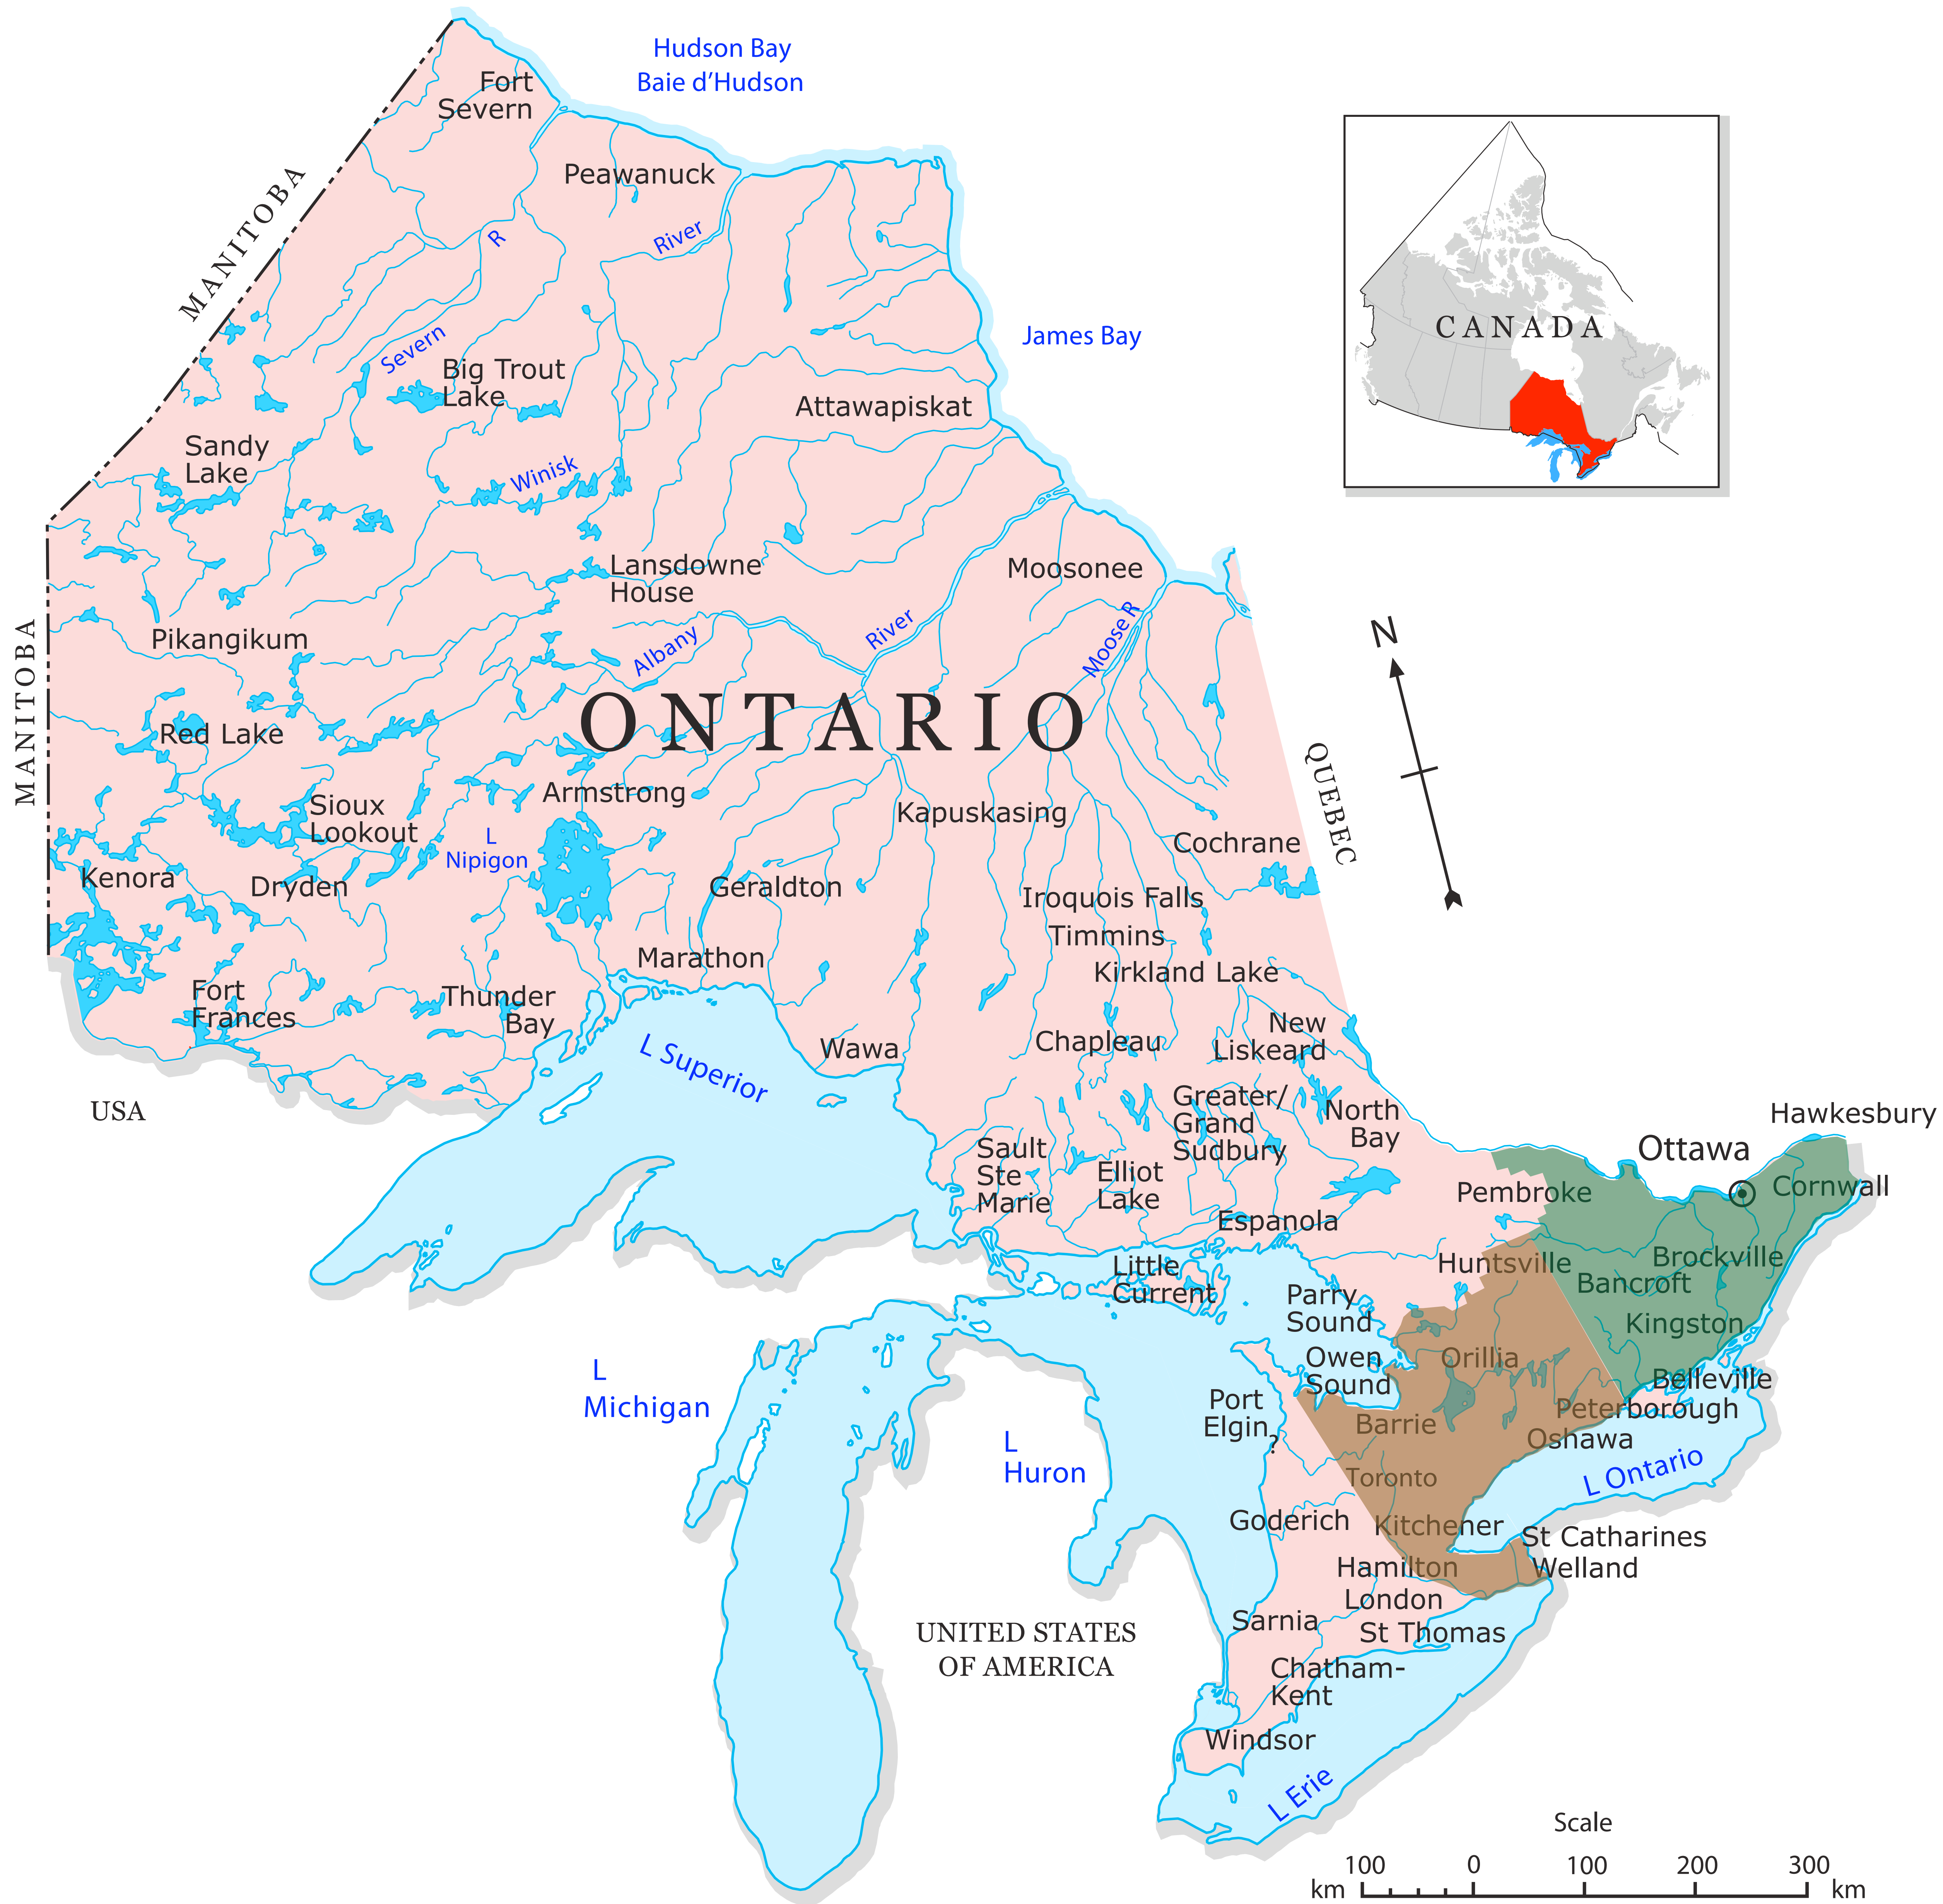 Hudson Bay
Baie d'Hudson
Fort
Severn
Peawanuck
MANITOBA
R
River
CANADA
James Bay
Severn
Big Trout
Lake
Attawapiskat
Sandy
Lake
Winisk
Lansdowne
House
Moosonee
MANITOBA
Pikangikum
Albany
River
Moose R
N
ONTARIO
Red Lake
QUEBEC
Armstrong
Sioux
Lookout
Kapuskasing
L
Nipigon
Cochrane
Kenora
Dryden
Geraldton
Iroquois Falls
Timmins
Marathon
Kirkland Lake
Fort
Frances
Thunder
Bay
New
Liskeard
L Superior
Wawa
Chapleau
USA
Greater/
Grand
Sudbury
North
Bay
Hawkesbury
Ottawa
Sault
Ste
Marie
Elliot
Lake
Pembroke
Cornwall
Espanola
Little
Current
Huntsville
Brockville
Bancroft
Parry
Sound
Kingston
Owen
Sound
Orillia
Belleville
L
Michigan
Port
Elgin
?
Barrie
Peterborough
Oshawa
L
Huron
Toronto
L Ontario
Goderich
Kitchener
St Catharines
Welland
Hamilton
London
Sarnia
St Thomas
UNITED STATES
OF AMERICA
Chatham-
Kent
Windsor
L Erie
Scale
100 0 100 200 300
km km